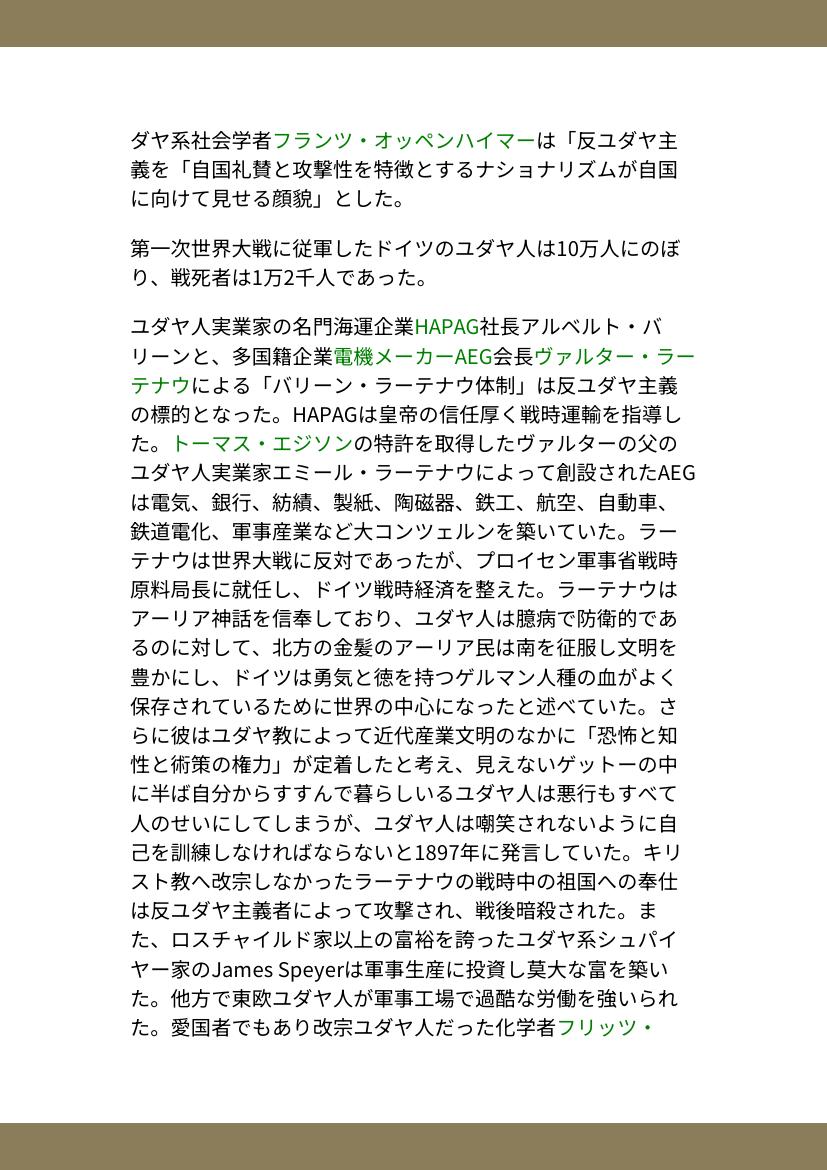 ダヤ系社会学者フランツ・オッペンハイマーは「反ユダヤ主
義を「自国礼賛と攻撃性を特徴とするナショナリズムが自国
に向けて見せる顔貌」とした。
第一次世界大戦に従軍したドイツのユダヤ人は10万人にのぼ
り、戦死者は1万2千人であった。
ユダヤ人実業家の名門海運企業HAPAG社長アルベルト・バ
リーンと、多国籍企業電機メーカーAEG会長ヴァルター・ラー
テナウによる「バリーン・ラーテナウ体制」は反ユダヤ主義
の標的となった。HAPAGは皇帝の信任厚く戦時運輸を指導し
た。トーマス・エジソンの特許を取得したヴァルターの父の
ユダヤ人実業家エミール・ラーテナウによって創設されたAEG
は電気、銀行、紡績、製紙、陶磁器、鉄工、航空、自動車、
鉄道電化、軍事産業など大コンツェルンを築いていた。ラー
テナウは世界大戦に反対であったが、プロイセン軍事省戦時
原料局長に就任し、ドイツ戦時経済を整えた。ラーテナウは
アーリア神話を信奉しており、ユダヤ人は臆病で防衛的であ
るのに対して、北方の金髪のアーリア民は南を征服し文明を
豊かにし、ドイツは勇気と徳を持つゲルマン人種の血がよく
保存されているために世界の中心になったと述べていた。さ
らに彼はユダヤ教によって近代産業文明のなかに「恐怖と知
性と術策の権力」が定着したと考え、見えないゲットーの中
に半ば自分からすすんで暮らしいるユダヤ人は悪行もすべて
人のせいにしてしまうが、ユダヤ人は嘲笑されないように自
己を訓練しなければならないと1897年に発言していた。キリ
スト教へ改宗しなかったラーテナウの戦時中の祖国への奉仕
は反ユダヤ主義者によって攻撃され、戦後暗殺された。ま
た、ロスチャイルド家以上の富裕を誇ったユダヤ系シュパイ
ヤー家のJames Speyerは軍事生産に投資し莫大な富を築い
た。他方で東欧ユダヤ人が軍事工場で過酷な労働を強いられ
た。愛国者でもあり改宗ユダヤ人だった化学者フリッツ・